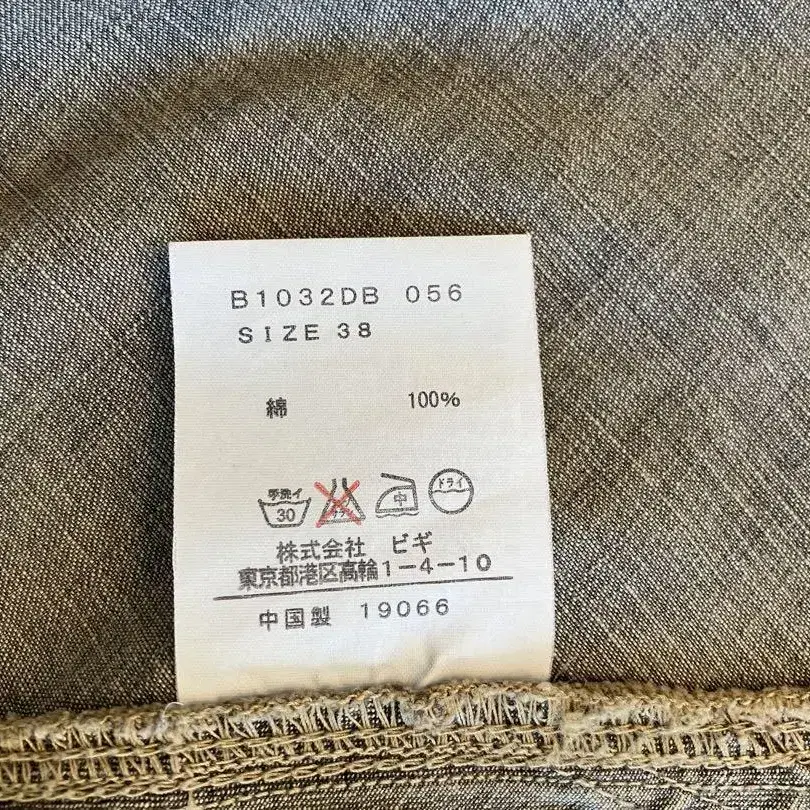 B1032DB 056
SIZE 38
綿 100%
手洗イ
30
中
ドライ
株式会社 ビギ
東京都港区高輪1-4-10
中国製 19066